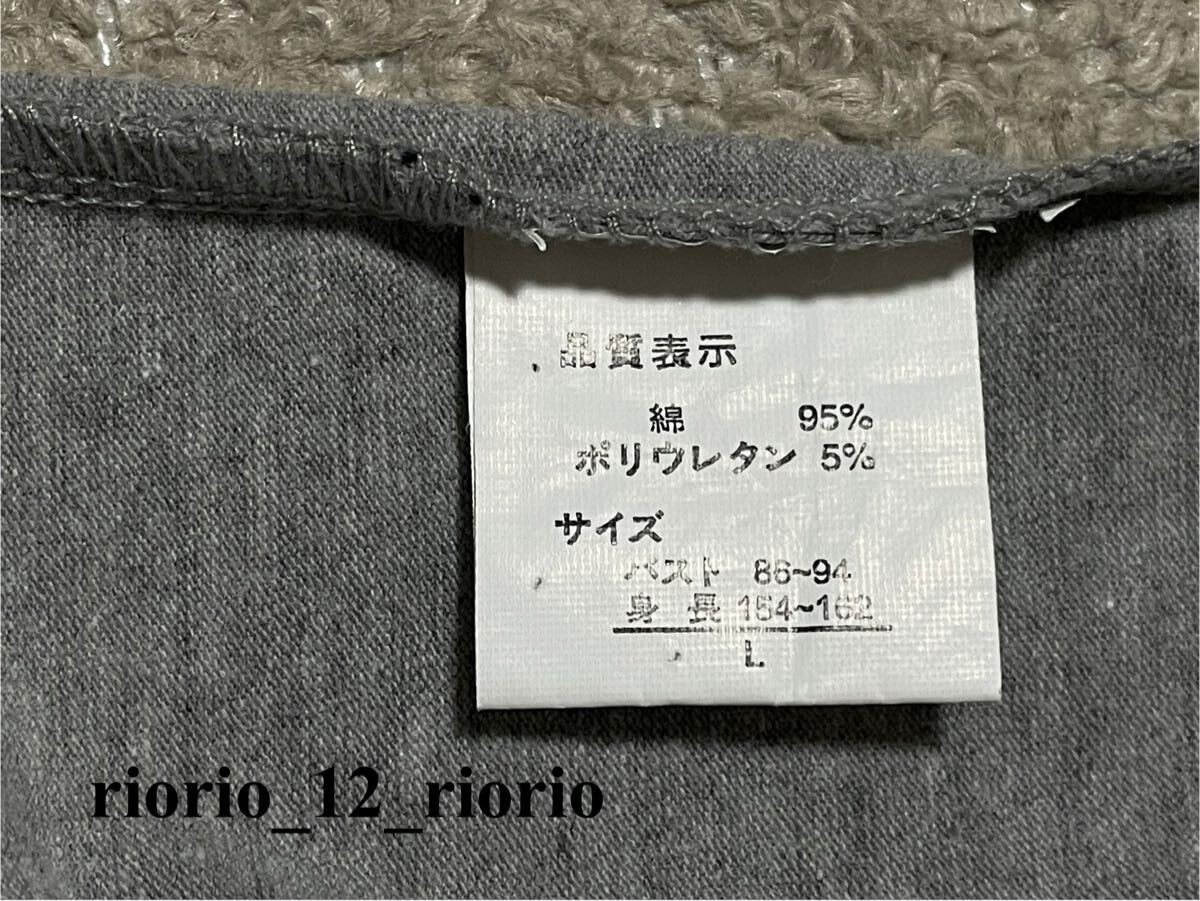 品質表示
綿 95%
ポリウレタン 5%
サイズ
バスト 86~94
身長 154~162
L
riorio_12_riorio